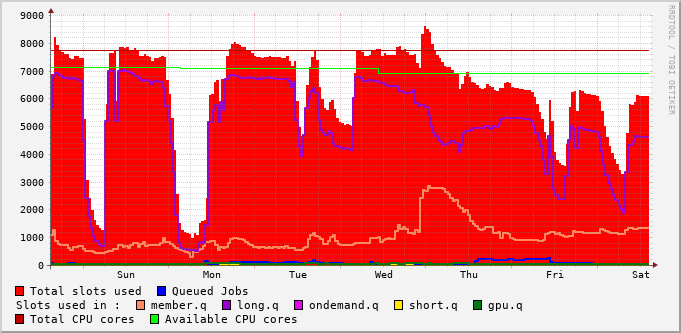 9000
8000
7000
6000
5000
4000
3000
2000
1000
0
Sun Mon Tue Wed Thu Fri Sat
RRDTOOL / TOBI OETIKER
Total slots used Queued Jobs
Slots used in : member.q long.q ondemand.q short.q gpu.q
Total CPU cores Available CPU cores